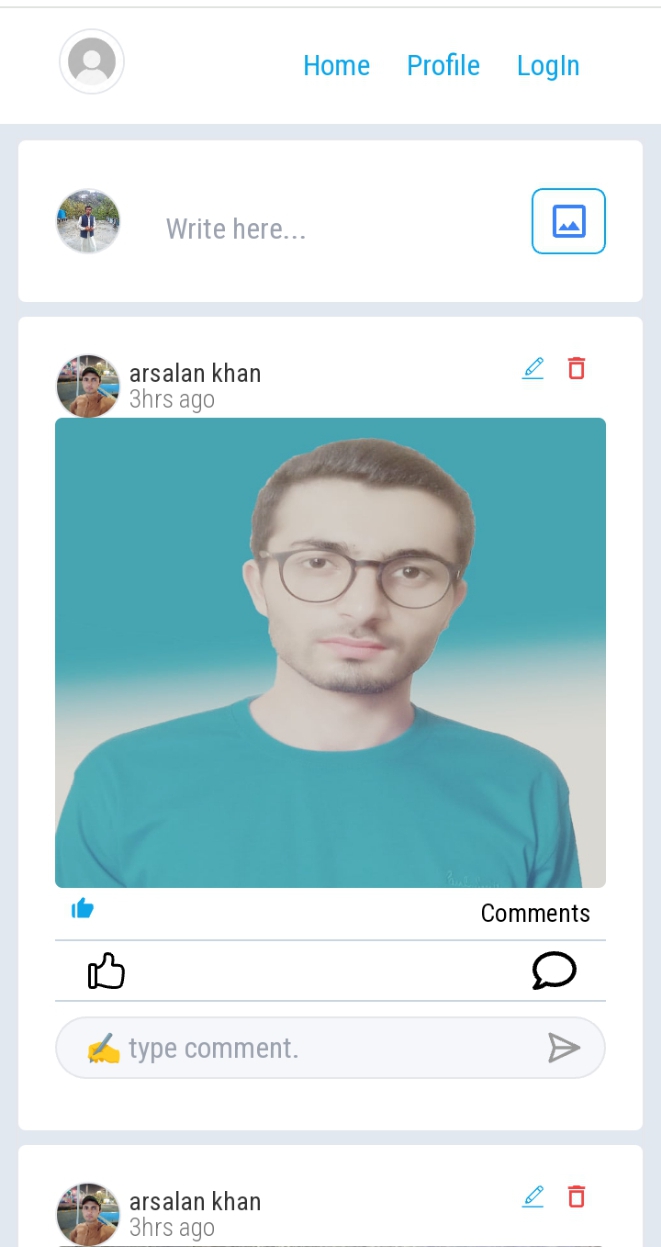 Home Profile LogIn
Write here...
arsalan khan
3hrs ago
Comments
type comment.
arsalan khan
3hrs ago